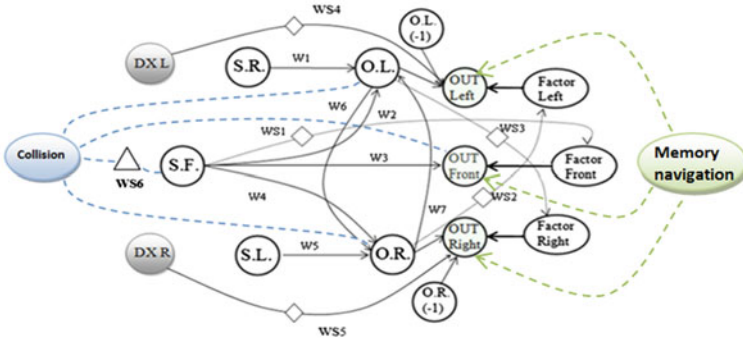 WS4
O.L.
(-1)
DX L
S.R.
W1
O.L.
OUT
Left
Factor
Left
W6
W2
WS1
WS3
Collision
WS6
S.F.
W3
OUT
Front
Factor
Front
Memory
navigation
W4
WS2
W7
DX R
S.L.
W5
O.R.
OUT
Right
Factor
Right
O.R.
(-1)
WS5